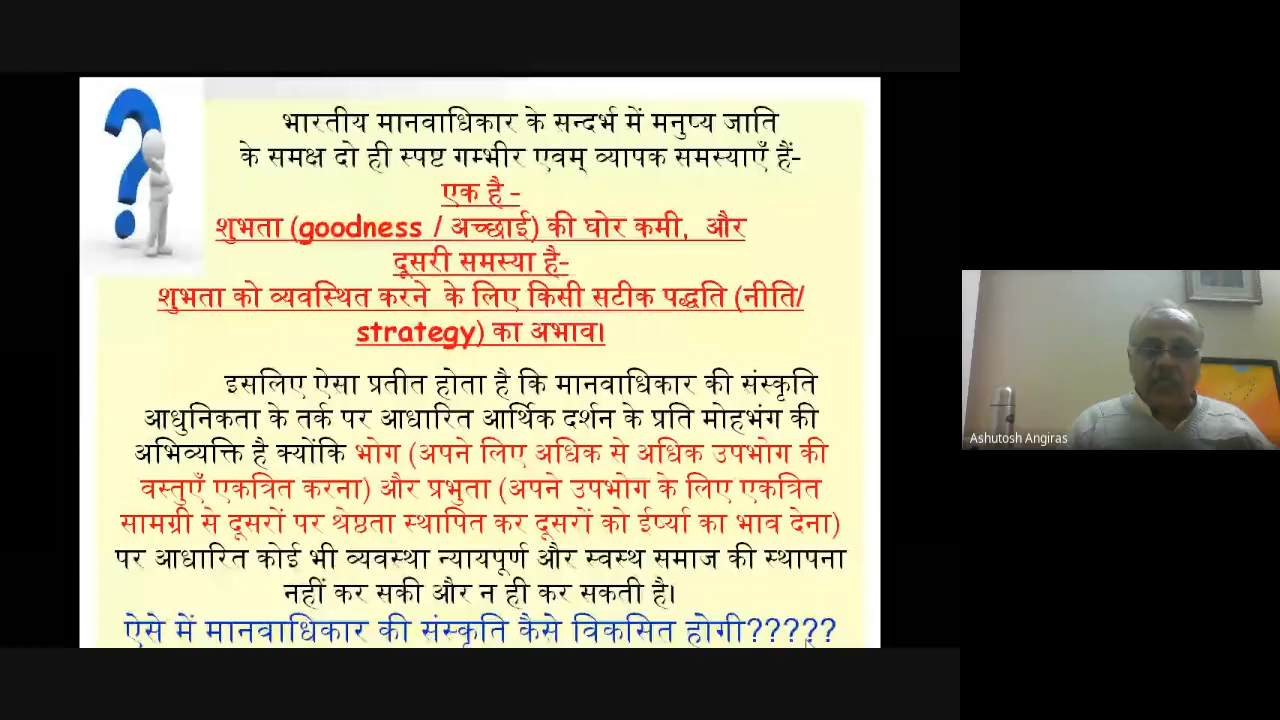 भारतीय मानवाधिकार के सन्दर्भ में मनुष्य जाति
के समक्ष दो ही स्पष्ट गम्भीर एवम् व्यापक समस्याएँ हैं-
एक है -
शुभता (goodness / अच्छाई) की घोर कमी, और
दूसरी समस्या है-
शुभता को व्यवस्थित करने के लिए किसी सटीक पद्धति (नीति/
strategy) का अभाव।
इसलिए ऐसा प्रतीत होता है कि मानवाधिकार की संस्कृति
आधुनिकता के तर्क पर आधारित आर्थिक दर्शन के प्रति मोहभंग की
अभिव्यक्ति है क्योंकि भोग (अपने लिए अधिक से अधिक उपभोग की
वस्तुएँ एकत्रित करना) और प्रभुता (अपने उपभोग के लिए एकत्रित
सामग्री से दूसरों पर श्रेष्ठता स्थापित कर दूसरों को ईर्ष्या का भाव देना)
पर आधारित कोई भी व्यवस्था न्यायपूर्ण और स्वस्थ समाज की स्थापना
नहीं कर सकी और न ही कर सकती है।
ऐसे में मानवाधिकार की संस्कृति कैसे विकसित होगी?????
Ashutosh Angiras